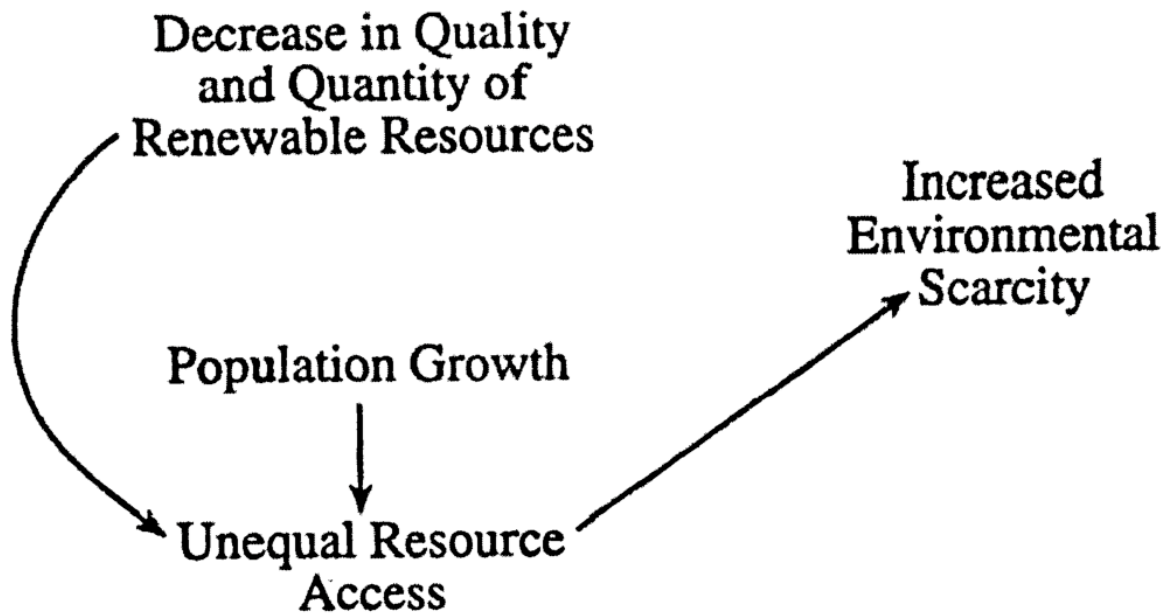 Decrease in Quality
and Quantity of
Renewable Resources
Increased
Environmental
Scarcity
Population Growth
Unequal Resource
Access